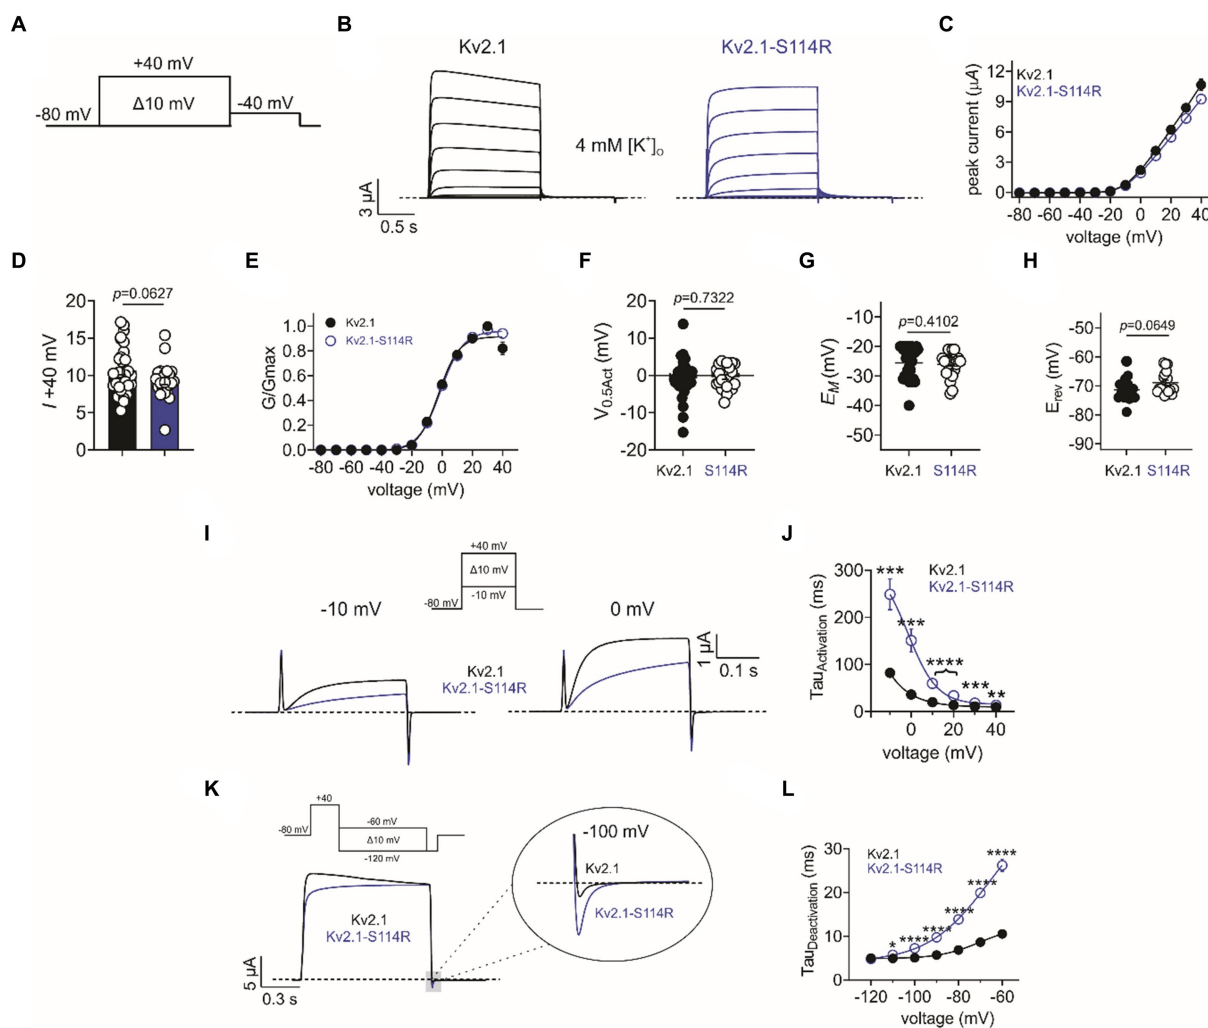 A
+40 mV
-80 mV
Δ10 mV
-40 mV
B
Kv2.1
Kv2.1-S114R
4 mM [K+]o
3 µA
0.5 s
C
peak current (µA)
12
9
6
3
0
Kv2.1
Kv2.1-S114R
-80 -60 -40 -20 0 20 40
voltage (mV)
D
p=0.0627
I +40 mV
20
15
10
5
0
E
G/Gmax
1.0
0.8
0.6
0.4
0.2
0.0
Kv2.1
Kv2.1-S114R
-80 -60 -40 -20 0 20 40
voltage (mV)
F
p=0.7322
V0.5Act (mV)
20
10
0
-10
-20
Kv2.1 S114R
G
p=0.4102
EM (mV)
-10
-20
-30
-40
-50
Kv2.1 S114R
H
p=0.0649
Erev (mV)
-50
-60
-70
-80
-90
Kv2.1 S114R
I
+40 mV
Δ10 mV
-80 mV
-10 mV
-10 mV
0 mV
Kv2.1
Kv2.1-S114R
1 µA
0.1 s
J
TauActivation (ms)
300
200
100
0
Kv2.1
Kv2.1-S114R
***
***
****
***
**
0 20 40
voltage (mV)
K
+40
-80 mV
-60 mV
Δ10 mV
-120 mV
Kv2.1
Kv2.1-S114R
5 µA
0.3 s
-100 mV
Kv2.1
Kv2.1-S114R
L
TauDeactivation (ms)
30
20
10
0
Kv2.1
Kv2.1-S114R
*
****
****
****
****
****
-120 -100 -80 -60
voltage (mV)